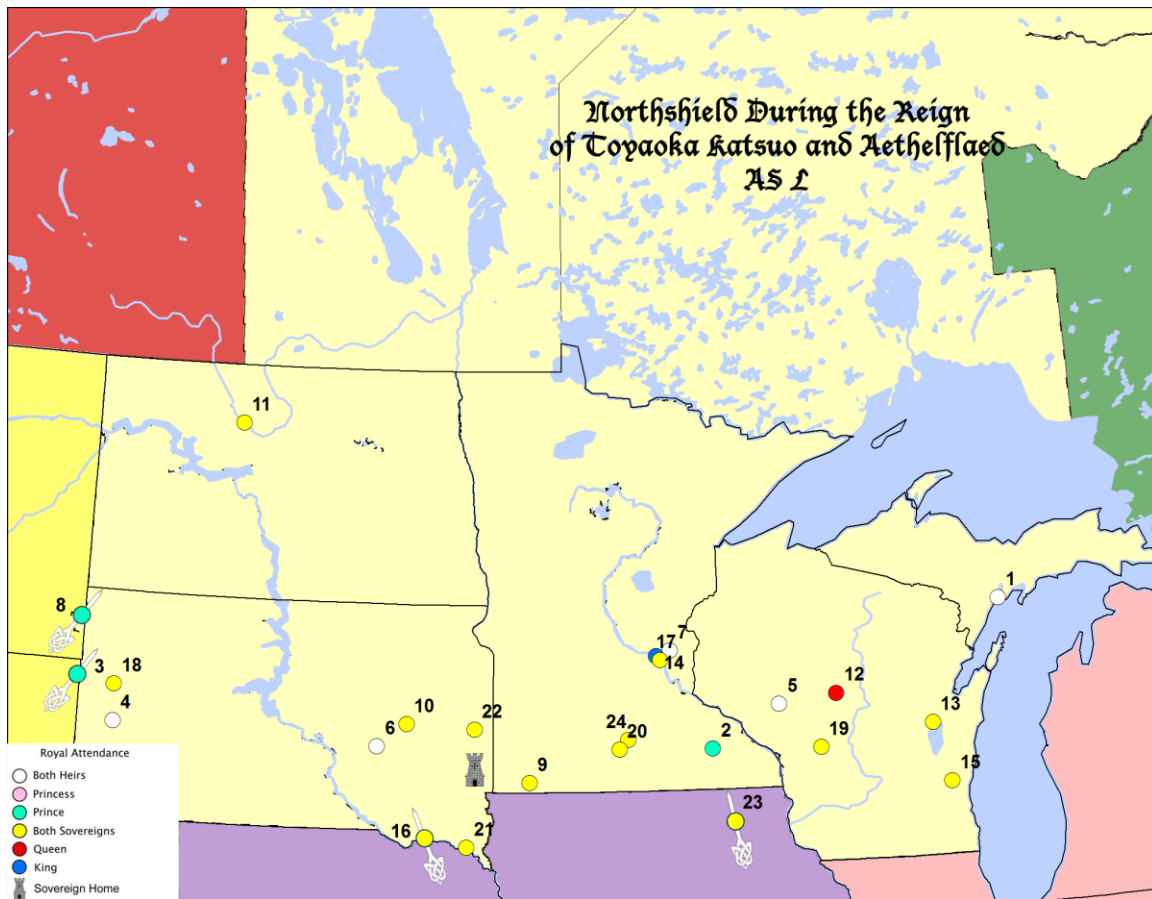 Northshield During the Reign
of Toyaoka Katsuo and Aethelflaed
AS L
11
1
8
7
17
14
3
18
4
12
5
13
10
22
6
24
20
2
19
9
15
23
16
21
Royal Attendance
Both Heirs
Princess
Prince
Both Sovereigns
Queen
King
Sovereign Home